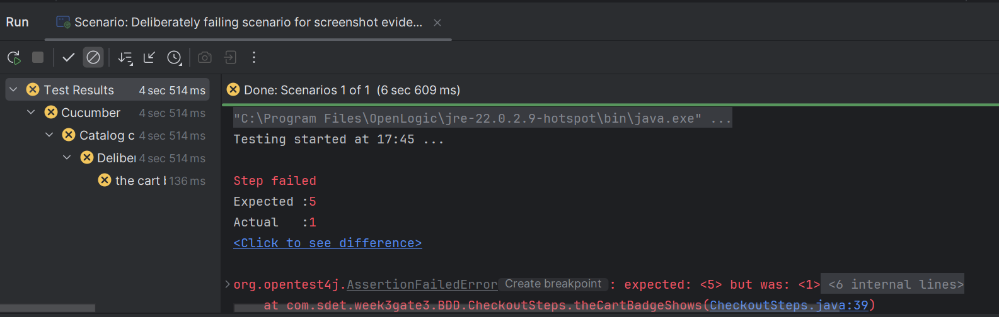 Run
Scenario: Deliberately failing scenario for screenshot evide...
Test Results 4 sec 514 ms
Cucumber 4 sec 514 ms
Catalog c 4 sec 514 ms
Deliber 4 sec 514 ms
the cart 136 ms
Done: Scenarios 1 of 1 (6 sec 609 ms)
"C:\Program Files\OpenLogic\jre-22.0.2.9-hotspot\bin\java.exe" ...
Testing started at 17:45 ...
Step failed
Expected :5
Actual :1
<Click to see difference>
org.opentest4j.AssertionFailedError Create breakpoint : expected: <5> but was: <1> <6 internal lines>
at com.sdet.week3gate3.BDD.CheckoutSteps.theCartBadgeShows(CheckoutSteps.java:39)